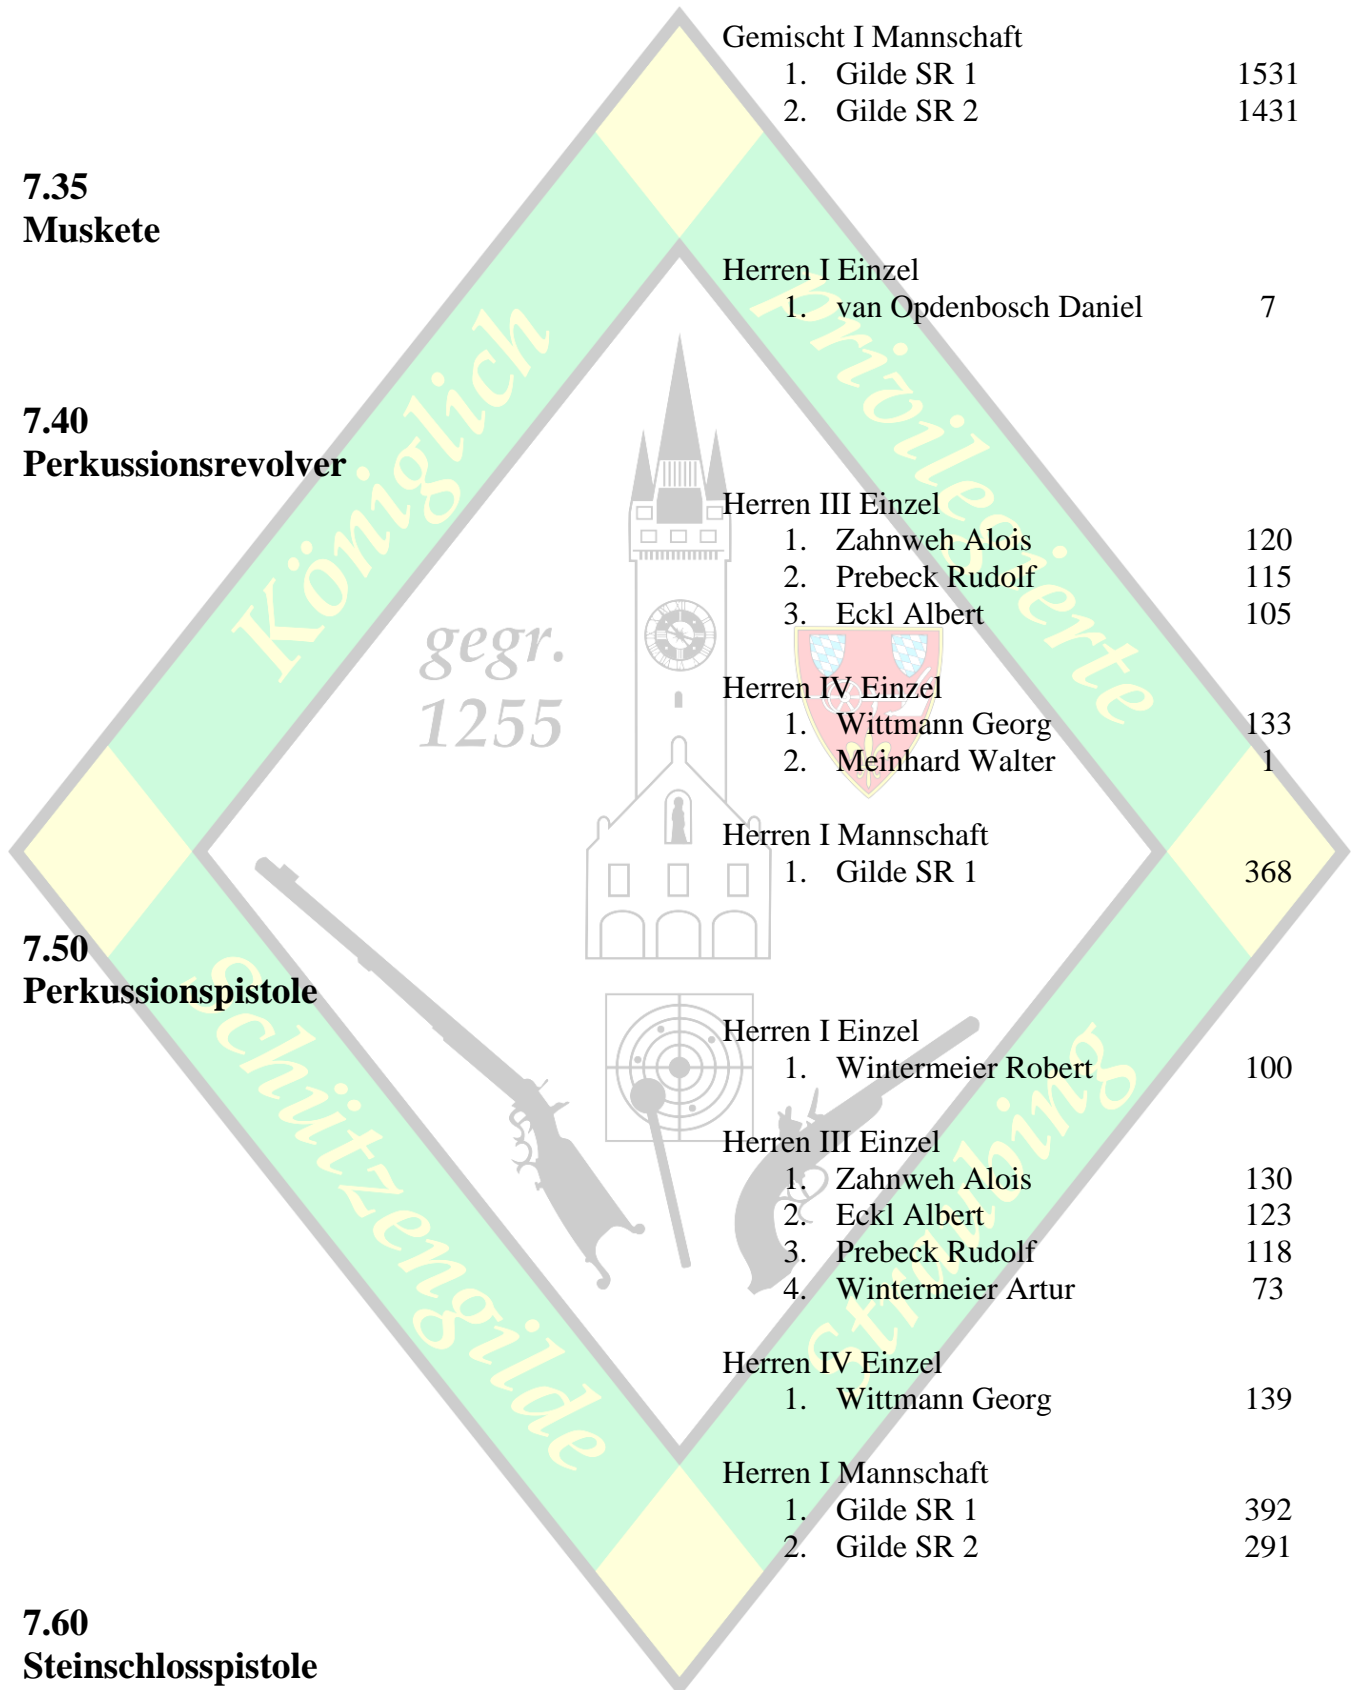 Gemischt I Mannschaft
1. Gilde SR 1 1531
2. Gilde SR 2 1431
7.35
Muskete
Herren I Einzel
1. van Opdenbosch Daniel 7
7.40
Perkussionsrevolver
Herren III Einzel
1. Zahnweh Alois 120
2. Prebeck Rudolf 115
3. Eckl Albert 105
Herren IV Einzel
1. Wittmann Georg 133
2. Meinhard Walter 1
Herren I Mannschaft
1. Gilde SR 1 368
7.50
Perkussionspistole
Herren I Einzel
1. Wintermeier Robert 100
Herren III Einzel
1. Zahnweh Alois 130
2. Eckl Albert 123
3. Prebeck Rudolf 118
4. Wintermeier Artur 73
Herren IV Einzel
1. Wittmann Georg 139
Herren I Mannschaft
1. Gilde SR 1 392
2. Gilde SR 2 291
7.60
Steinschlosspistole
Königlich
privilegierte
gegr.
1255
Schützengilde
Straubing